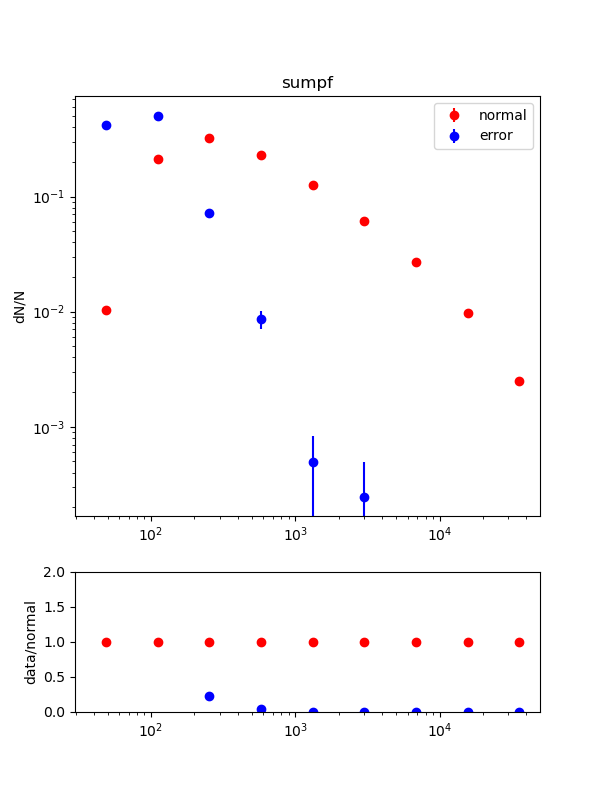 sumpf
normal
error
dN/N
10⁻¹
10⁻²
10⁻³
10² 10³ 10⁴
data/normal
2.0
1.5
1.0
0.5
0.0
10² 10³ 10⁴